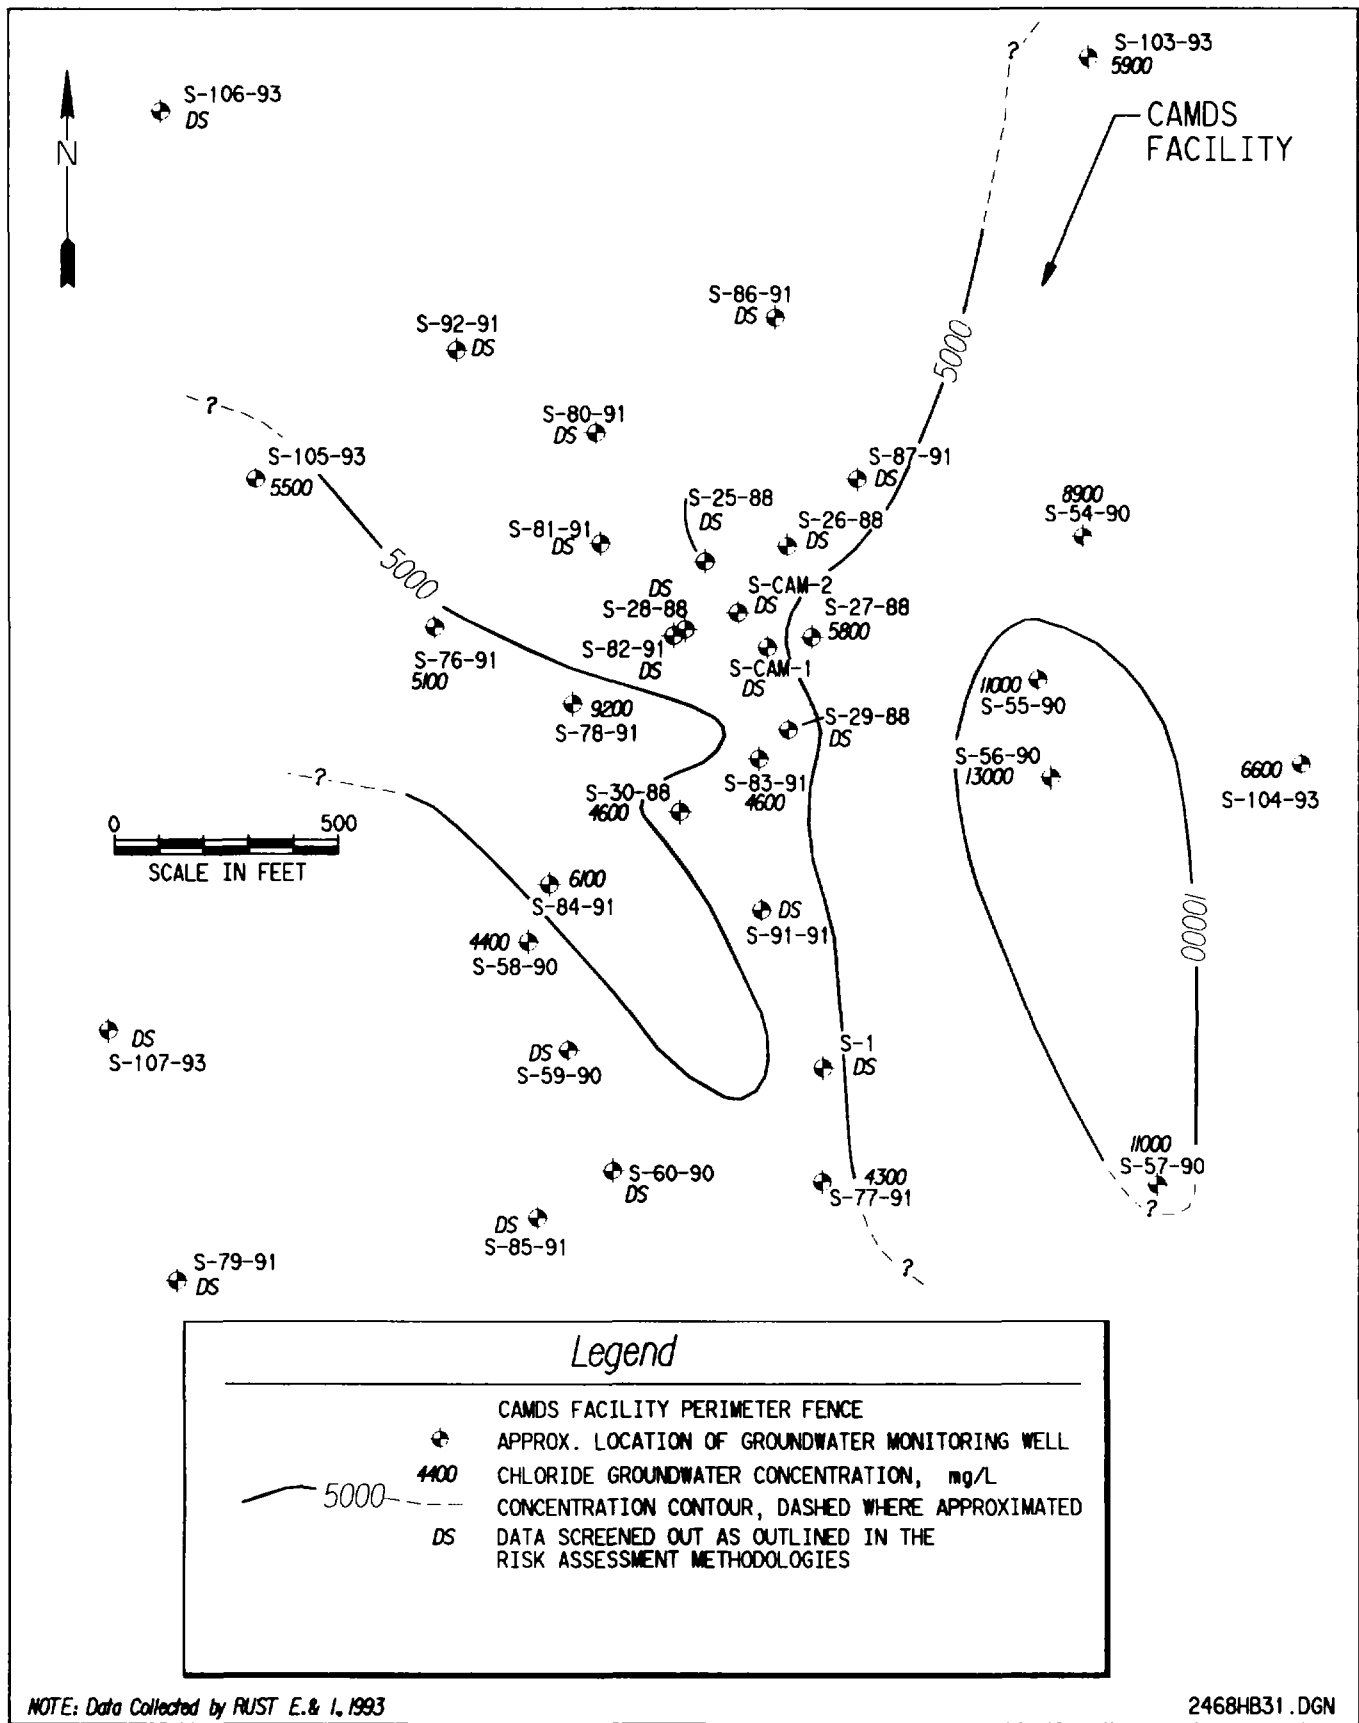 S-103-93
5900
S-106-93
DS
CAMDS
FACILITY
N
?
S-86-91
DS
S-92-91
DS
5000
?
S-80-91
DS
S-105-93
5500
S-87-91
DS
S-25-88
DS
8900
S-54-90
S-26-88
DS
S-81-91
DS
5000
S-CAM-2
DS
DS
S-28-88
S-27-88
5800
S-82-91
DS
S-CAM-1
DS
S-76-91
5100
11000
S-55-90
9200
S-78-91
S-29-88
DS
S-56-90
13000
6600
S-104-93
S-83-91
4600
?
S-30-88
4600
0 500
SCALE IN FEET
6100
S-84-91
DS
S-91-91
10000
4400
S-58-90
DS
S-107-93
S-1
DS
DS
S-59-90
11000
S-57-90
?
S-60-90
DS
4300
S-77-91
DS
S-85-91
?
S-79-91
DS
Legend
CAMDS FACILITY PERIMETER FENCE
APPROX. LOCATION OF GROUNDWATER MONITORING WELL
4400 CHLORIDE GROUNDWATER CONCENTRATION, mg/L
5000 CONCENTRATION CONTOUR, DASHED WHERE APPROXIMATED
DS DATA SCREENED OUT AS OUTLINED IN THE
RISK ASSESSMENT METHODOLOGIES
NOTE: Data Collected by RUST E.& I., 1993
2468HB31.DGN